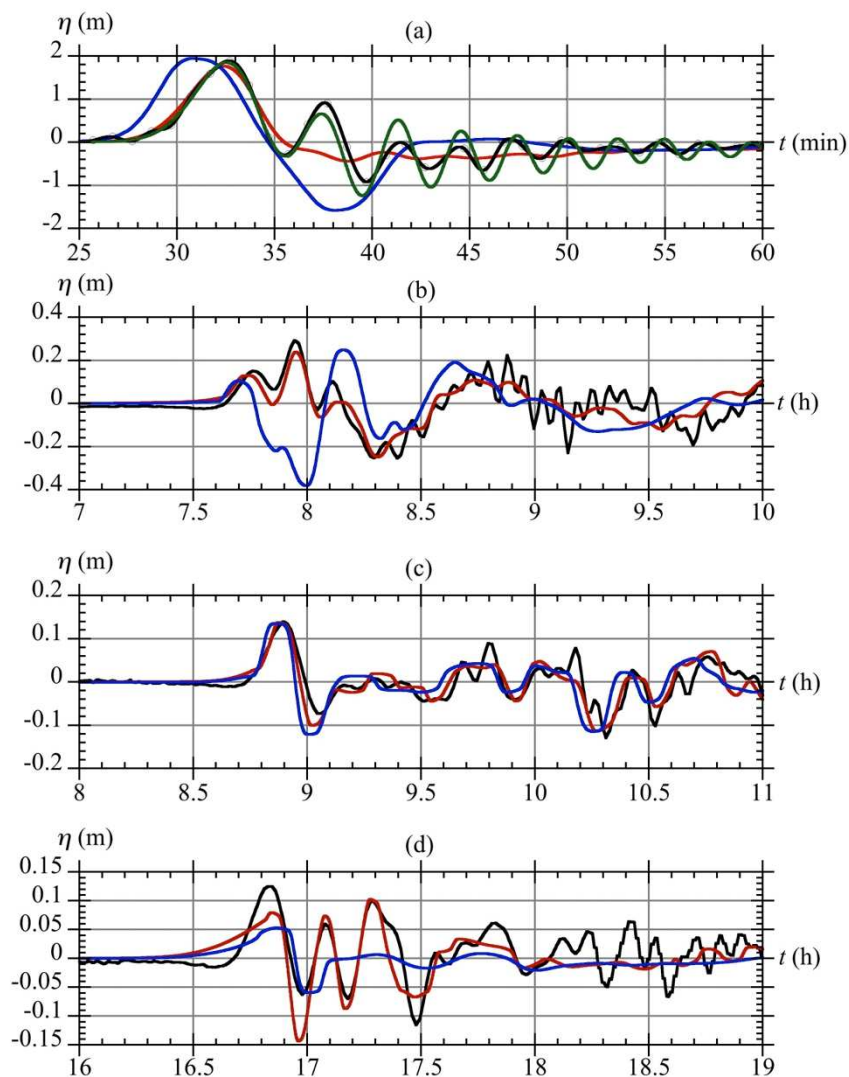 η (m)
(a)
2
1
0
-1
-2
t (min)
25 30 35 40 45 50 55 60
η (m)
(b)
0.4
0.2
0
-0.2
-0.4
t (h)
7 7.5 8 8.5 9 9.5 10
η (m)
(c)
0.2
0.1
0
-0.1
-0.2
t (h)
8 8.5 9 9.5 10 10.5 11
η (m)
(d)
0.15
0.1
0.05
0
-0.05
-0.1
-0.15
t (h)
16 16.5 17 17.5 18 18.5 19